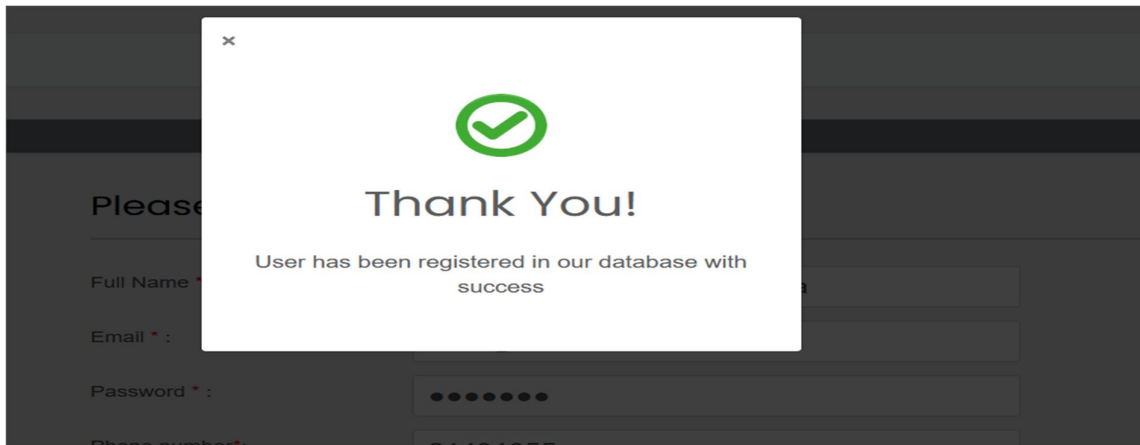 ×
Thank You!
User has been registered in our database with
success
Please
Full Name *
Email * :
Password * :